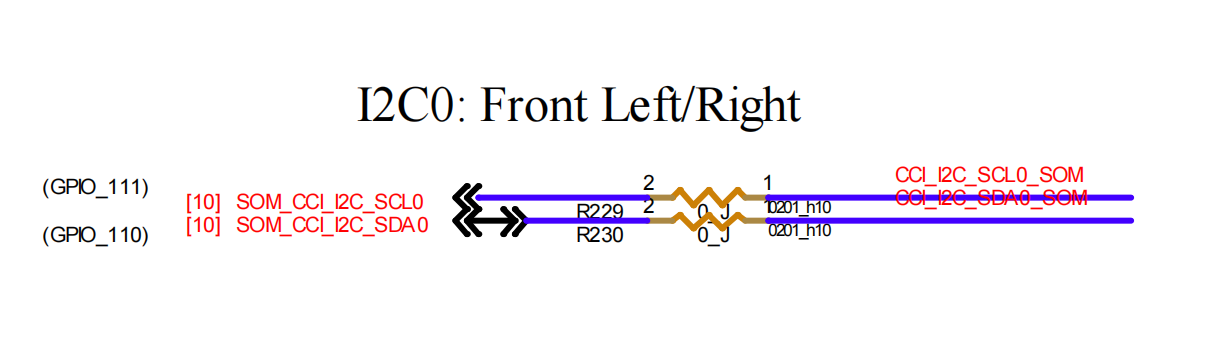 I2C0: Front Left/Right
(GPIO_111)
[10] SOM_CCI_I2C_SCL0
2
1
CCI_I2C_SCL0_SOM
R229
0_J
0201_h10
(GPIO_110)
[10] SOM_CCI_I2C_SDA0
2
1
CCI_I2C_SDA0_SOM
R230
0_J
0201_h10